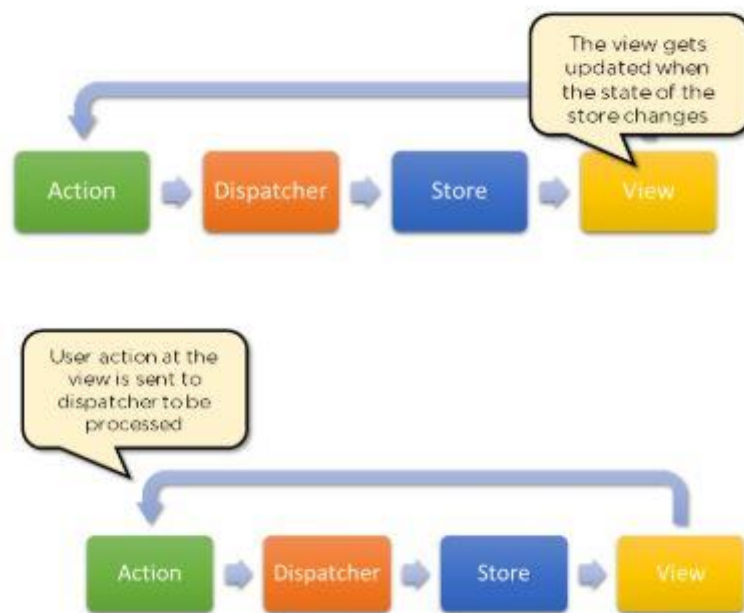 The view gets
updated when
the state of the
store changes
Action
Dispatcher
Store
View
User action at the
view is sent to
dispatcher to be
processed
Action
Dispatcher
Store
View